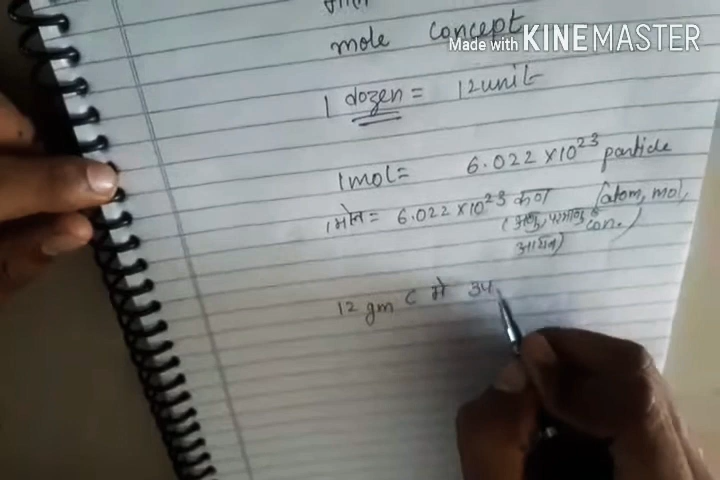 mole concept
Made with KINEMASTER
1 dozen = 12 unit
1 mol = 6.022 × 10²³ particle
1 मोल = 6.022 × 10²³ कण (atom, mol,
(अणु, परमाणु ion.)
आयन)
12 gm C मे उप